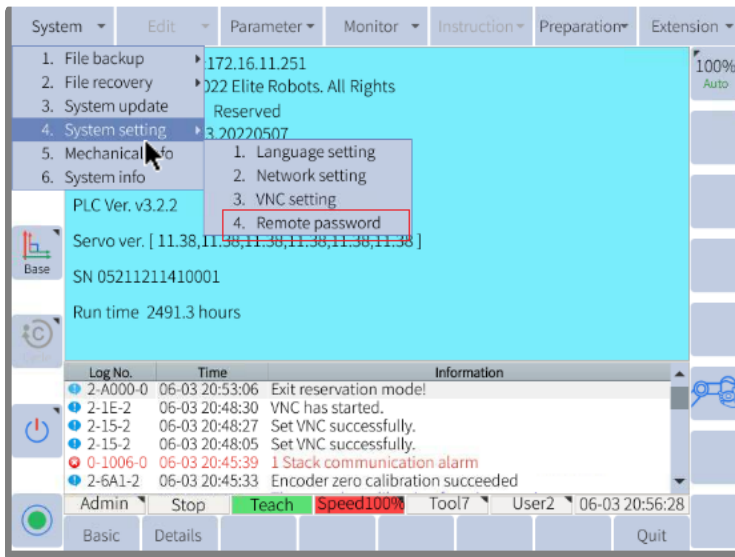 System Edit Parameter Monitor Instruction Preparation Extension
1. File backup
2. File recovery
3. System update
4. System setting
5. Mechanical fo
6. System info
172.16.11.251
022 Elite Robots. All Rights
Reserved
3.20220507
1. Language setting
2. Network setting
3. VNC setting
4. Remote password
PLC Ver. v3.2.2
Servo ver. [ 11.38,11.38,11.38,11.38,11.38,11.38 ]
SN 05211211410001
Run time 2491.3 hours
100%
Auto
Base
Log No. Time Information
2-A000-0 06-03 20:53:06 Exit reservation mode!
2-1E-2 06-03 20:48:30 VNC has started.
2-15-2 06-03 20:48:27 Set VNC successfully.
2-15-2 06-03 20:48:05 Set VNC successfully.
0-1006-0 06-03 20:45:39 1 Stack communication alarm
2-6A1-2 06-03 20:45:33 Encoder zero calibration succeeded
Admin Stop Teach Speed100% Tool7 User2 06-03 20:56:28
Basic Details Quit